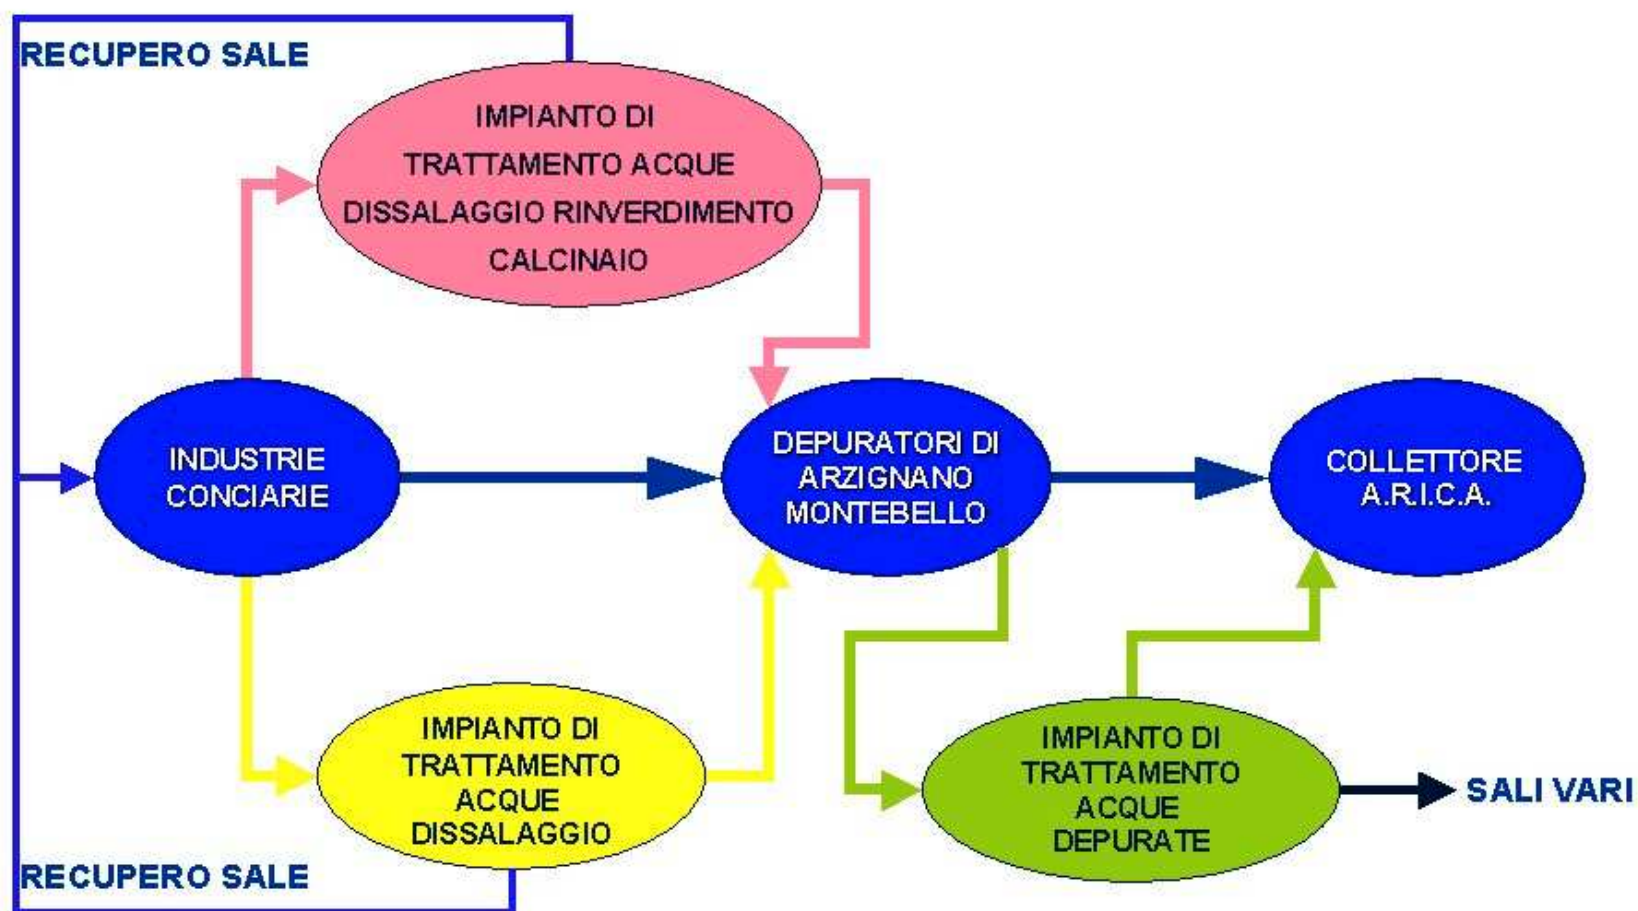 RECUPERO SALE
IMPIANTO DI
TRATTAMENTO ACQUE
DISSALAGGIO RINVERDIMENTO
CALCINAIO
INDUSTRIE
CONCIARIE
DEPURATORI DI
ARZIGNANO
MONTEBELLO
COLLETTORE
A.R.I.C.A.
IMPIANTO DI
TRATTAMENTO
ACQUE
DISSALAGGIO
IMPIANTO DI
TRATTAMENTO
ACQUE
DEPURATE
SALI VARI
RECUPERO SALE